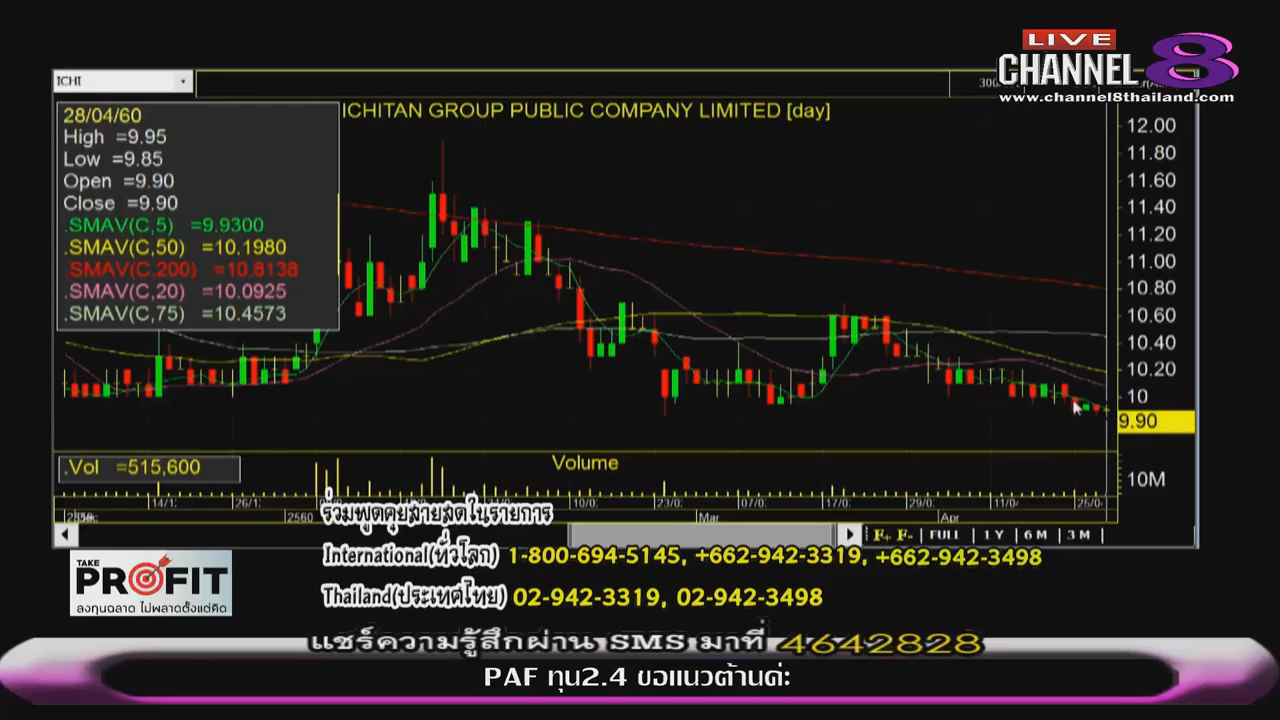 LIVE
CHANNEL 8
www.channel8thailand.com
ICHI
ICHITAN GROUP PUBLIC COMPANY LIMITED [day]
28/04/60
High =9.95
Low =9.85
Open =9.90
Close =9.90
.SMAV(C,5) =9.9300
.SMAV(C,50) =10.1980
.SMAV(C,200) =10.8138
.SMAV(C,20) =10.0925
.SMAV(C,75) =10.4573
12.00
11.80
11.60
11.40
11.20
11.00
10.80
10.60
10.40
10.20
10
9.90
.Vol =515,600
Volume
10M
14/1: 26/1: 10/0: 23/0: 07/0: 17/0: 29/0: 11/0- 25/0-
2560 Mar Apr
F+ F- FULL 1 Y 6 M 3 M
ร่วมพูดคุยสายสดในรายการ
International(ทั่วโลก) 1-800-694-5145, +662-942-3319, +662-942-3498
Thailand(ประเทศไทย) 02-942-3319, 02-942-3498
TAKE
PROFIT
ลงทุนฉลาด ไม่พลาดตั้งแต่คิด
แชร์ความรู้สึกผ่าน SMS มาที่ 4642828
PAF ทุน2.4 ขอแนวต้านค่ะ